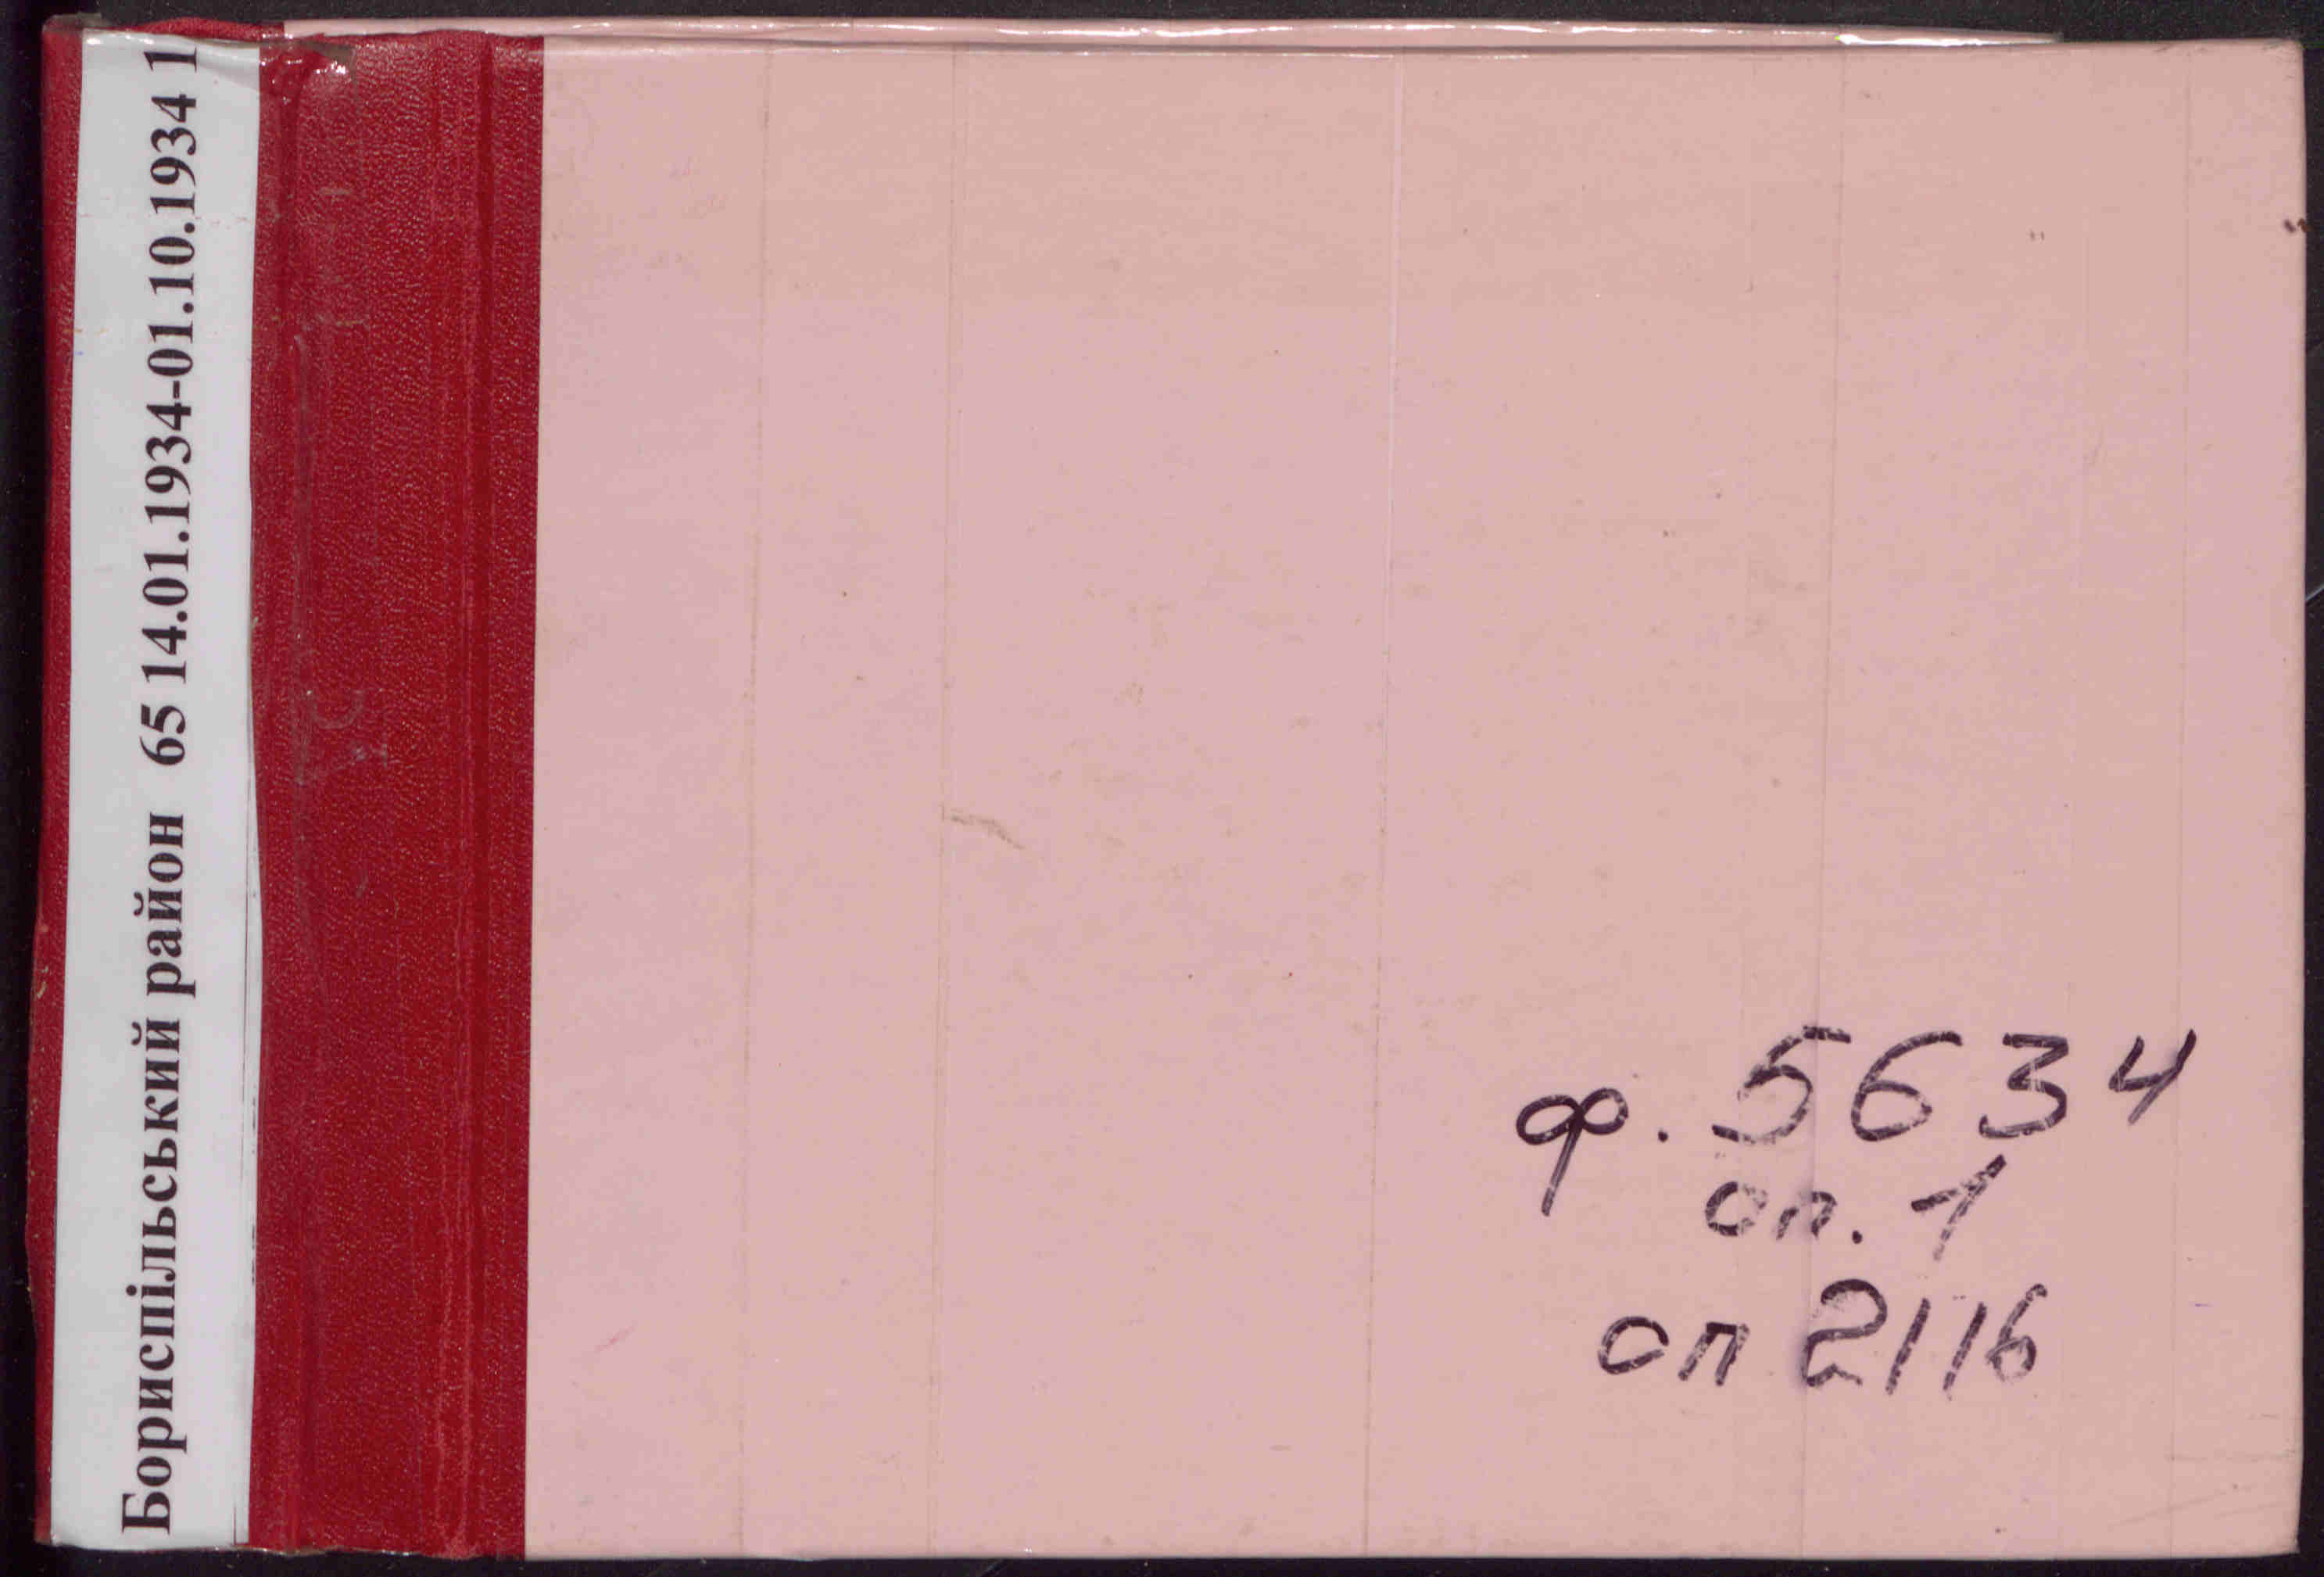 Бориспільський район 65 14.01.1934-01.10.1934 1
ф. 5634
оп. 1
оп 2116